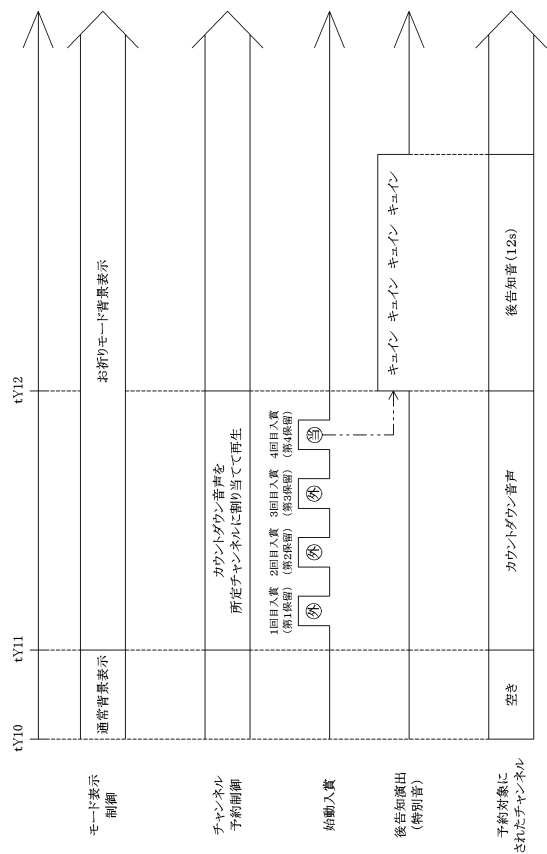 tY10
tY11
tY12
モード表示
制御
通常背景表示
お祈りモード背景表示
チャンネル
予約制御
カウントダウン音声を
所定チャンネルに割り当てて再生
始動入賞
1回目入賞
(第1保留)
外
2回目入賞
(第2保留)
外
3回目入賞
(第3保留)
外
4回目入賞
(第4保留)
当
後告知演出
(特別音)
キュイン キュイン キュイン キュイン
予約対象に
されたチャンネル
空き
カウントダウン音声
後告知音(12s)